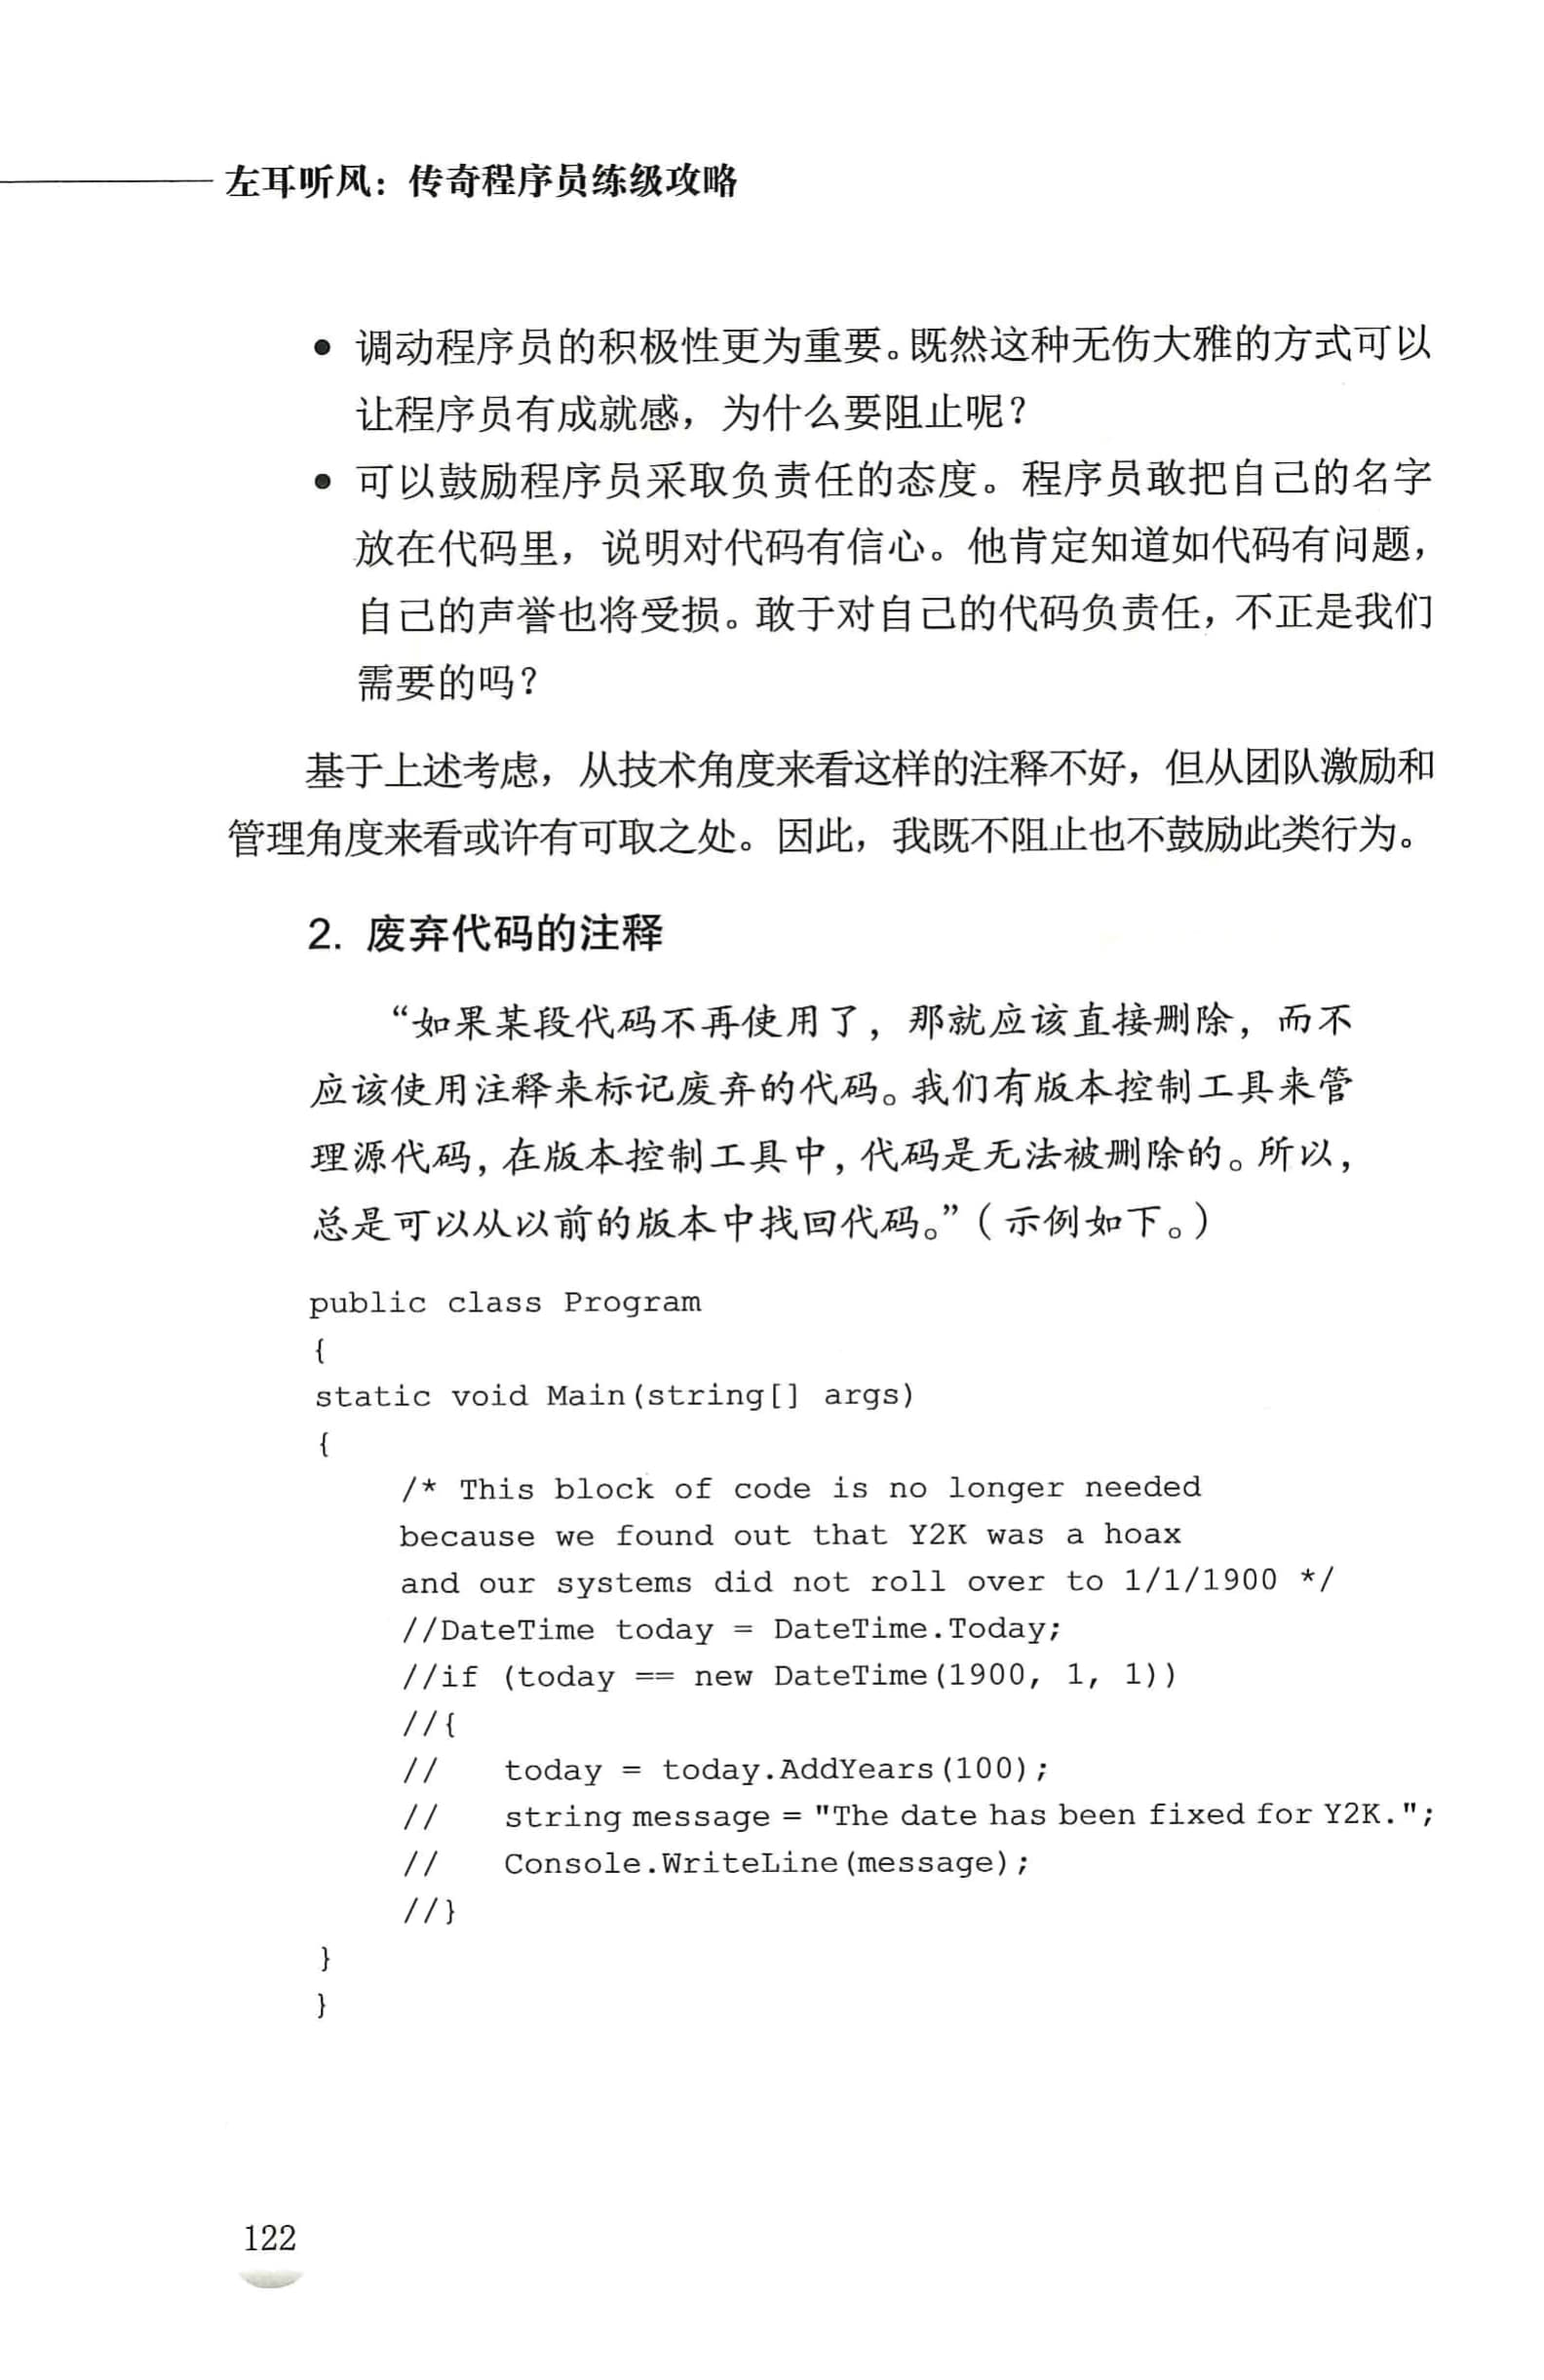 左耳听风：传奇程序员练级攻略
● 调动程序员的积极性更为重要。既然这种无伤大雅的方式可以
让程序员有成就感，为什么要阻止呢？
● 可以鼓励程序员采取负责任的态度。程序员敢把自己的名字
放在代码里，说明对代码有信心。他肯定知道如代码有问题，
自己的声誉也将受损。敢于对自己的代码负责任，不正是我们
需要的吗？
基于上述考虑，从技术角度来看这样的注释不好，但从团队激励和
管理角度来看或许有可取之处。因此，我既不阻止也不鼓励此类行为。
2. 废弃代码的注释
“如果某段代码不再使用了，那就应该直接删除，而不
应该使用注释来标记废弃的代码。我们有版本控制工具来管
理源代码，在版本控制工具中，代码是无法被删除的。所以，
总是可以从以前的版本中找回代码。”（示例如下。）
public class Program
{
static void Main(string[] args)
{
/* This block of code is no longer needed
because we found out that Y2K was a hoax
and our systems did not roll over to 1/1/1900 */
//DateTime today = DateTime.Today;
//if (today == new DateTime(1900, 1, 1))
//{
//    today = today.AddYears(100);
//    string message = "The date has been fixed for Y2K.";
//    Console.WriteLine(message);
//}
}
}
122